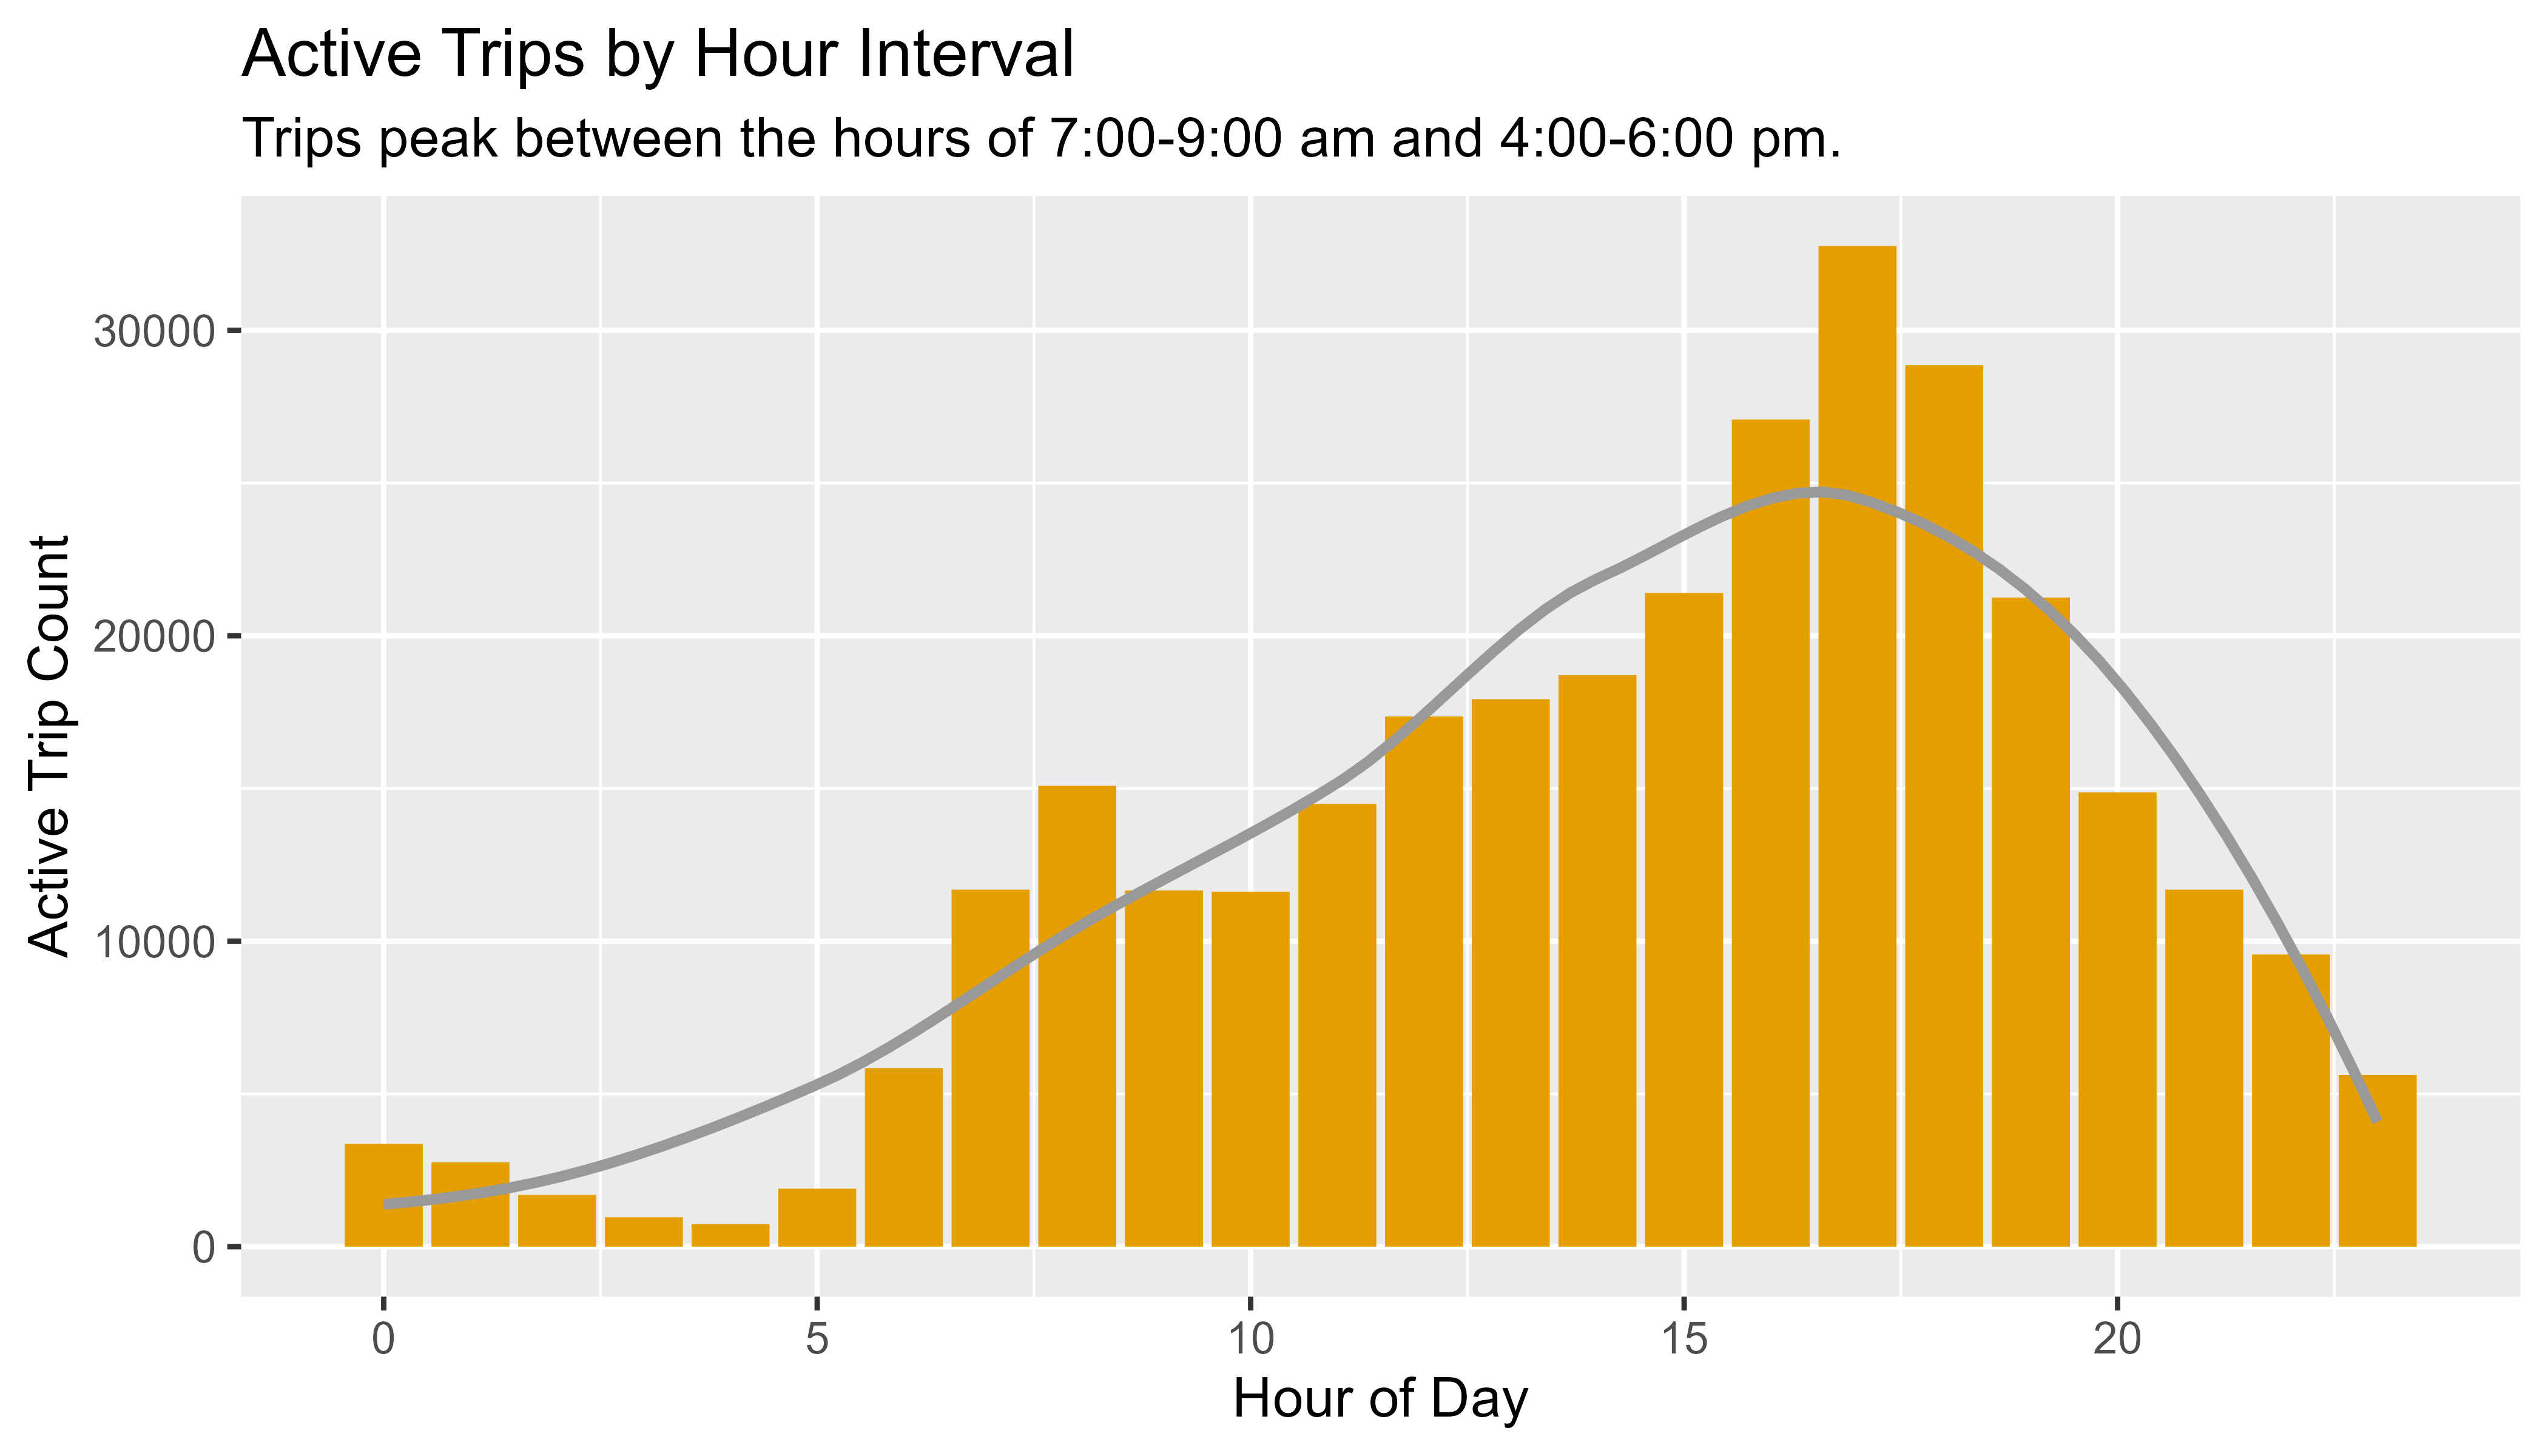 Active Trips by Hour Interval
Trips peak between the hours of 7:00-9:00 am and 4:00-6:00 pm.
Active Trip Count
30000
20000
10000
0
0 5 10 15 20
Hour of Day